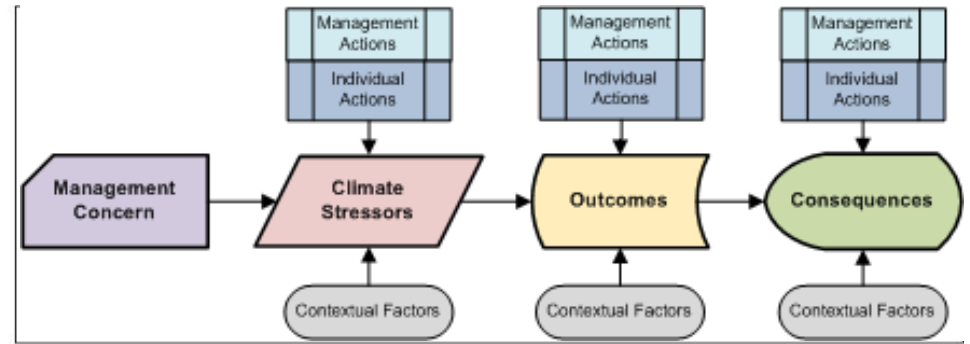 Management
Actions
Individual
Actions
Management
Actions
Individual
Actions
Management
Actions
Individual
Actions
Management
Concern
Climate
Stressors
Outcomes
Consequences
Contextual Factors
Contextual Factors
Contextual Factors